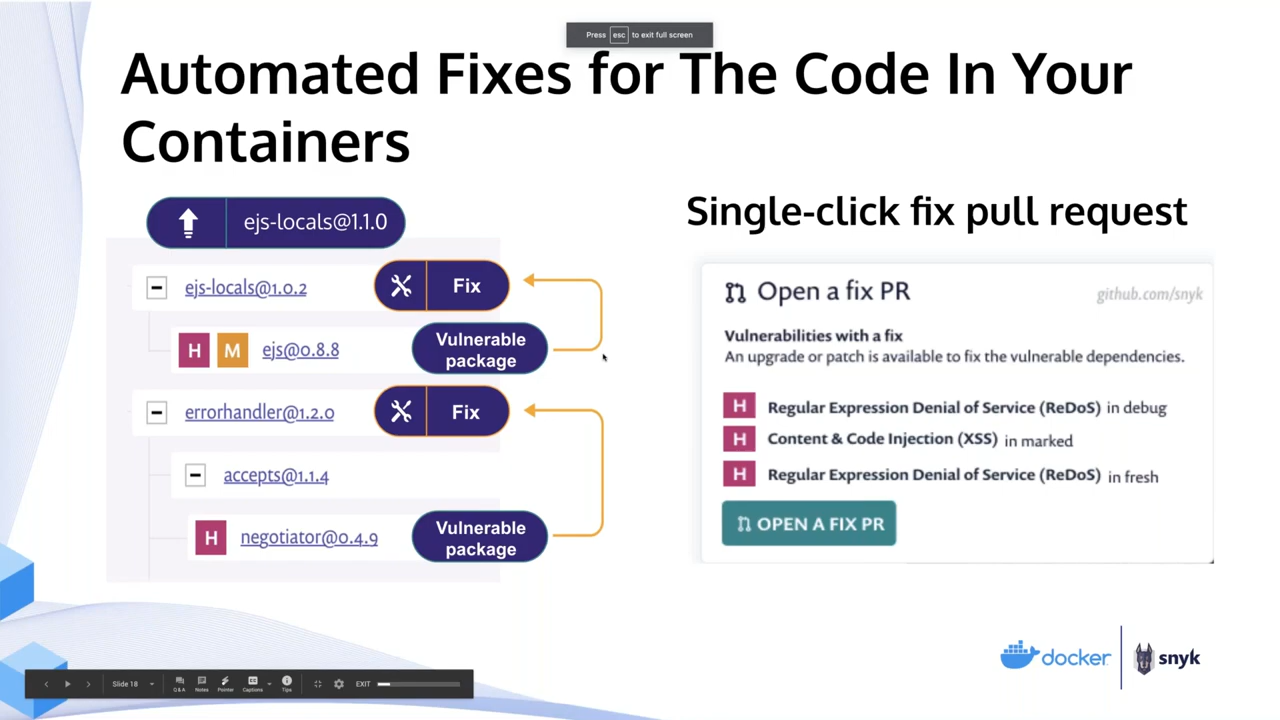 Press esc to exit full screen
Automated Fixes for The Code In Your
Containers
ejs-locals@1.1.0
ejs-locals@1.0.2
Fix
H M ejs@0.8.8
Vulnerable
package
errorhandler@1.2.0
Fix
accepts@1.1.4
H negotiator@0.4.9
Vulnerable
package
Single-click fix pull request
Open a fix PR
github.com/snyk
Vulnerabilities with a fix
An upgrade or patch is available to fix the vulnerable dependencies.
H Regular Expression Denial of Service (ReDoS) in debug
H Content & Code Injection (XSS) in marked
H Regular Expression Denial of Service (ReDoS) in fresh
OPEN A FIX PR
docker
snyk
Slide 18
Q&A
Notes
Pointer
Captions
Tips
EXIT